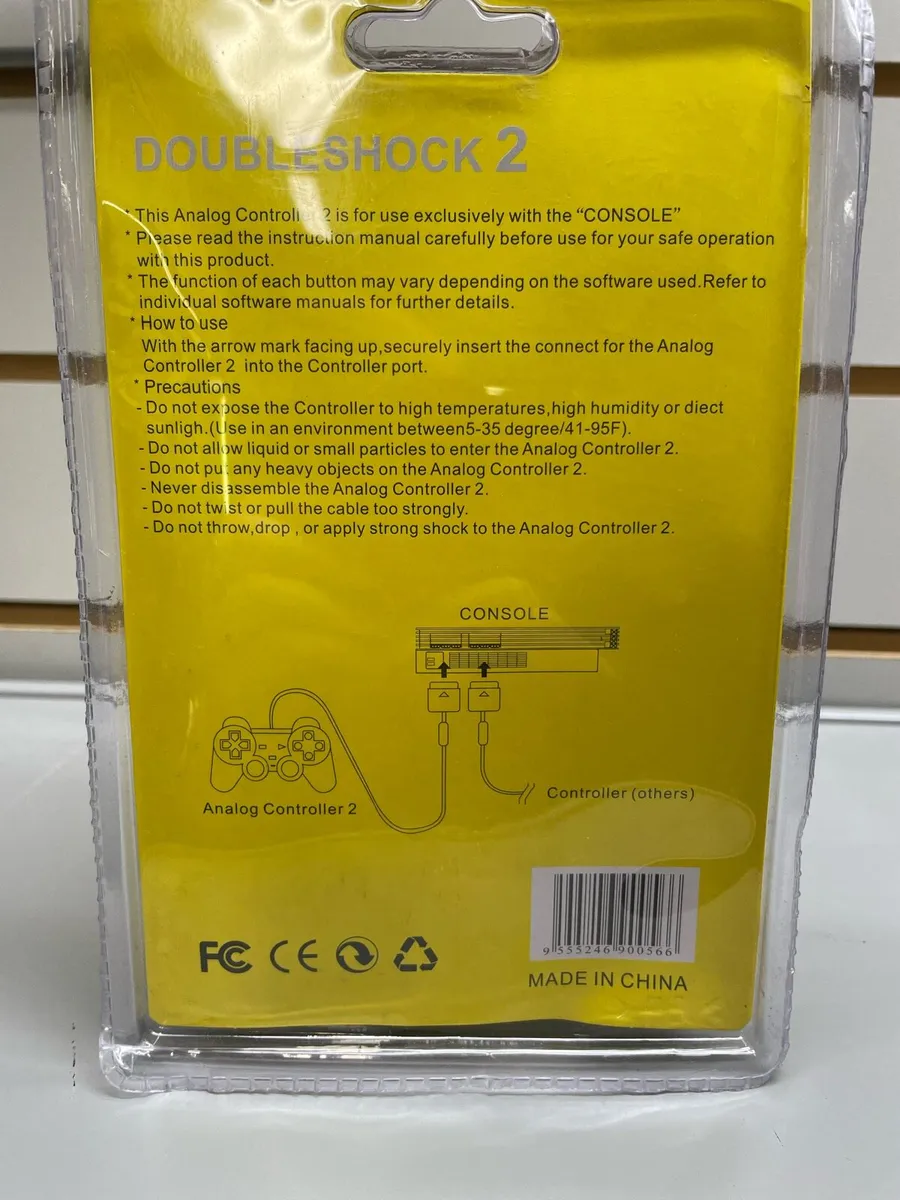 DOUBLESHOCK 2
* This Analog Controller 2 is for use exclusively with the “CONSOLE”
* Please read the instruction manual carefully before use for your safe operation
with this product.
* The function of each button may vary depending on the software used.Refer to
individual software manuals for further details.
* How to use
With the arrow mark facing up,securely insert the connect for the Analog
Controller 2 into the Controller port.
* Precautions
- Do not expose the Controller to high temperatures,high humidity or diect
sunligh.(Use in an environment between5-35 degree/41-95F).
- Do not allow liquid or small particles to enter the Analog Controller 2.
- Do not put any heavy objects on the Analog Controller 2.
- Never disassemble the Analog Controller 2.
- Do not twist or pull the cable too strongly.
- Do not throw,drop , or apply strong shock to the Analog Controller 2.
CONSOLE
Controller (others)
Analog Controller 2
9 555246 900566
FC CE
MADE IN CHINA